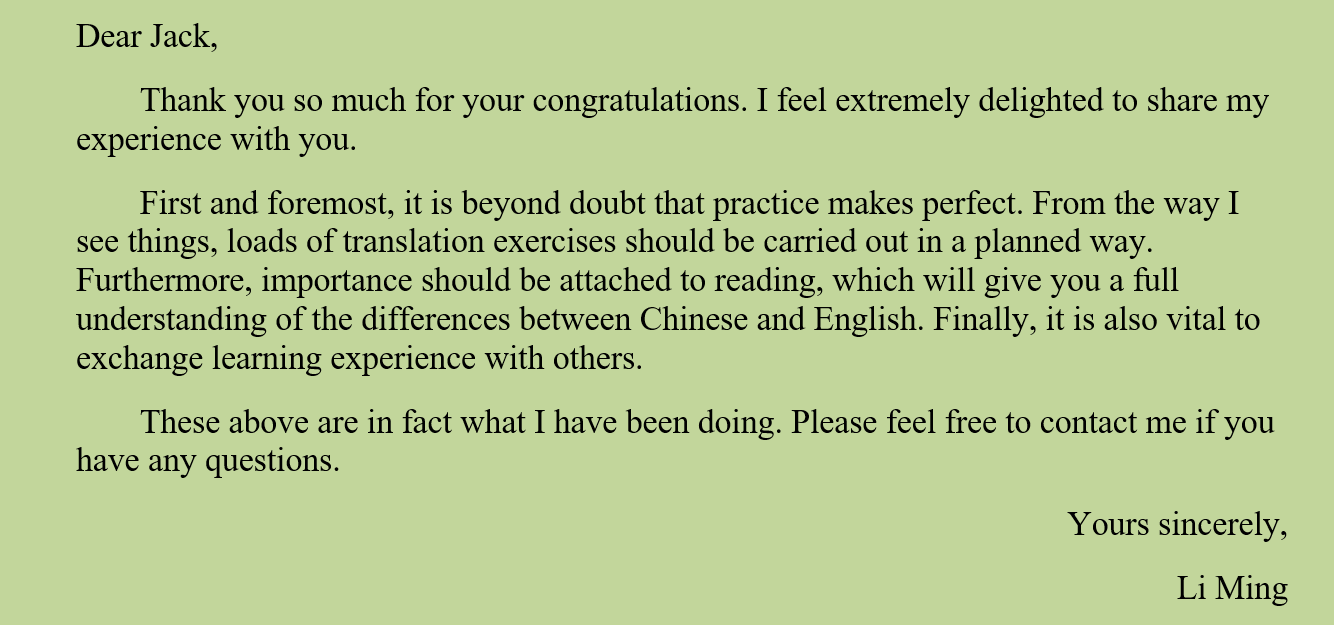 Dear Jack,
Thank you so much for your congratulations. I feel extremely delighted to share my
experience with you.
First and foremost, it is beyond doubt that practice makes perfect. From the way I
see things, loads of translation exercises should be carried out in a planned way.
Furthermore, importance should be attached to reading, which will give you a full
understanding of the differences between Chinese and English. Finally, it is also vital to
exchange learning experience with others.
These above are in fact what I have been doing. Please feel free to contact me if you
have any questions.
Yours sincerely,
Li Ming